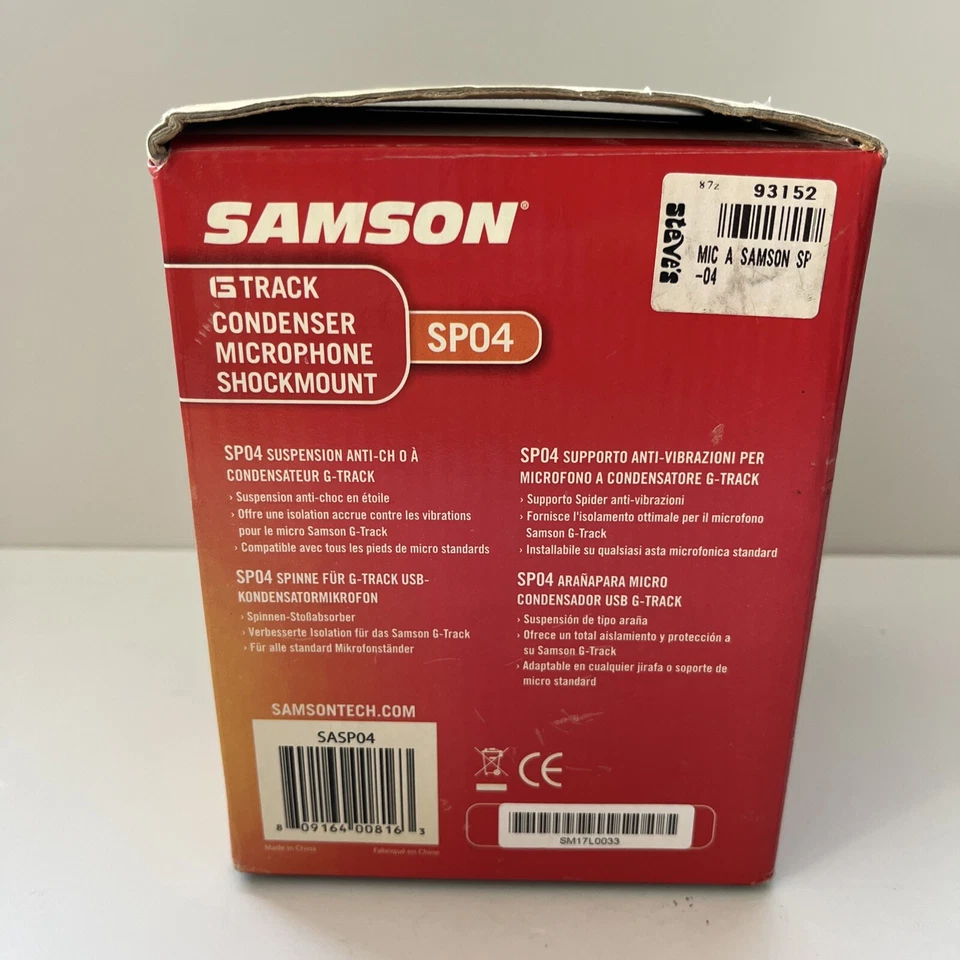 SAMSON®
G TRACK
CONDENSER
MICROPHONE
SHOCKMOUNT
SP04
87z 93152
steve's
MIC A SAMSON SP
-04
SP04 SUSPENSION ANTI-CH O À
CONDENSATEUR G-TRACK
› Suspension anti-choc en étoile
› Offre une isolation accrue contre les vibrations
pour le micro Samson G-Track
› Compatible avec tous les pieds de micro standards
SP04 SUPPORTO ANTI-VIBRAZIONI PER
MICROFONO A CONDENSATORE G-TRACK
› Supporto Spider anti-vibrazioni
› Fornisce l'isolamento ottimale per il microfono
Samson G-Track
› Installabile su qualsiasi asta microfonica standard
SP04 SPINNE FÜR G-TRACK USB-
KONDENSATORMIKROFON
› Spinnen-Stoßabsorber
› Verbesserte Isolation für das Samson G-Track
› Für alle standard Mikrofonständer
SP04 ARAÑAPARA MICRO
CONDENSADOR USB G-TRACK
› Suspensión de tipo araña
› Ofrece un total aislamiento y protección a
su Samson G-Track
› Adaptable en cualquier jirafa o soporte de
micro standard
SAMSONTECH.COM
SASP04
8 09164 00816 3
Made in China
Fabriqué en Chine
CE
SM17L0033